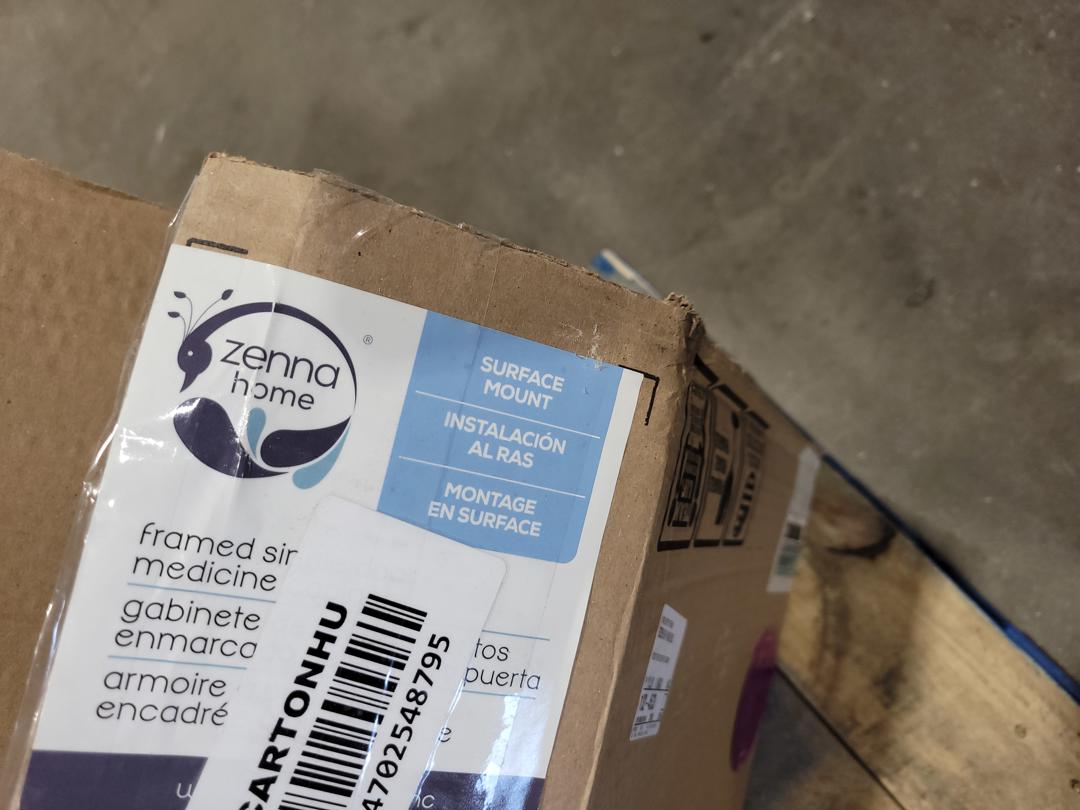 zenna
home
®
SURFACE
MOUNT
INSTALACIÓN
AL RAS
MONTAGE
EN SURFACE
framed sin
medicine
gabinete
enmarca
tos
puerta
armoire
encadré
e
CARTONHU
4702548795